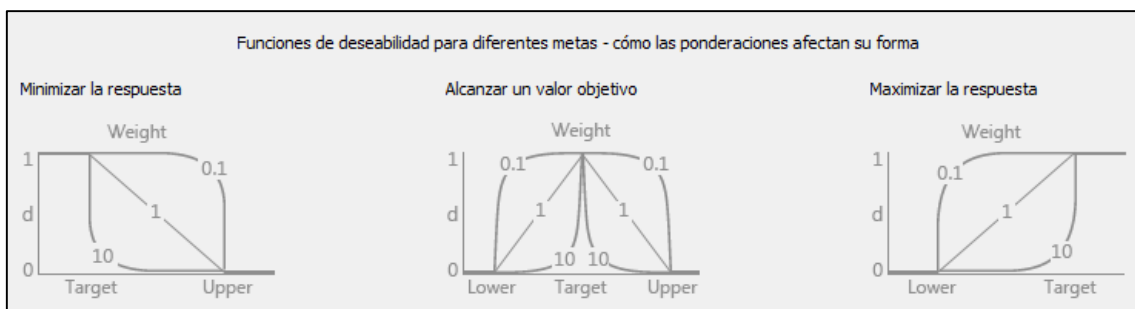 Funciones de deseabilidad para diferentes metas - cómo las ponderaciones afectan su forma
Minimizar la respuesta
Weight
1
0.1
d
1
10
0
Target
Upper
Alcanzar un valor objetivo
Weight
1
0.1
0.1
d
1
1
10
10
0
Lower
Target
Upper
Maximizar la respuesta
Weight
1
0.1
d
1
10
0
Lower
Target